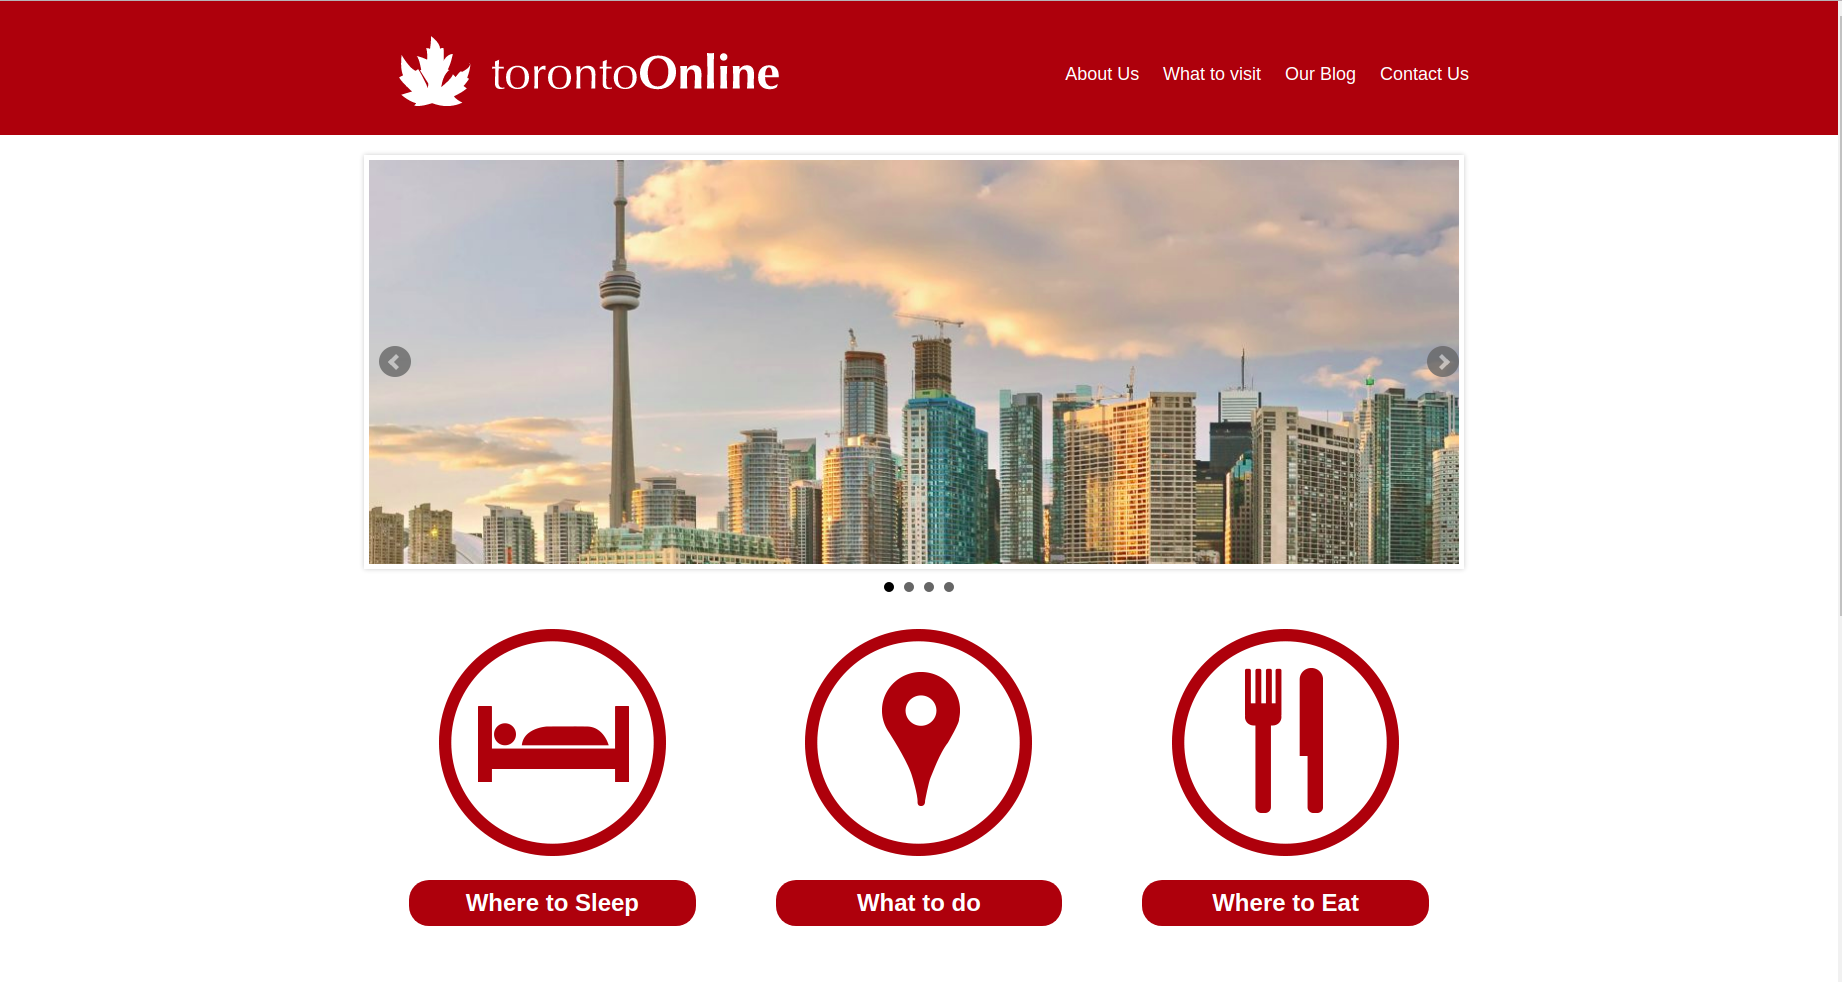 torontoOnline
About Us What to visit Our Blog Contact Us
Where to Sleep
What to do
Where to Eat